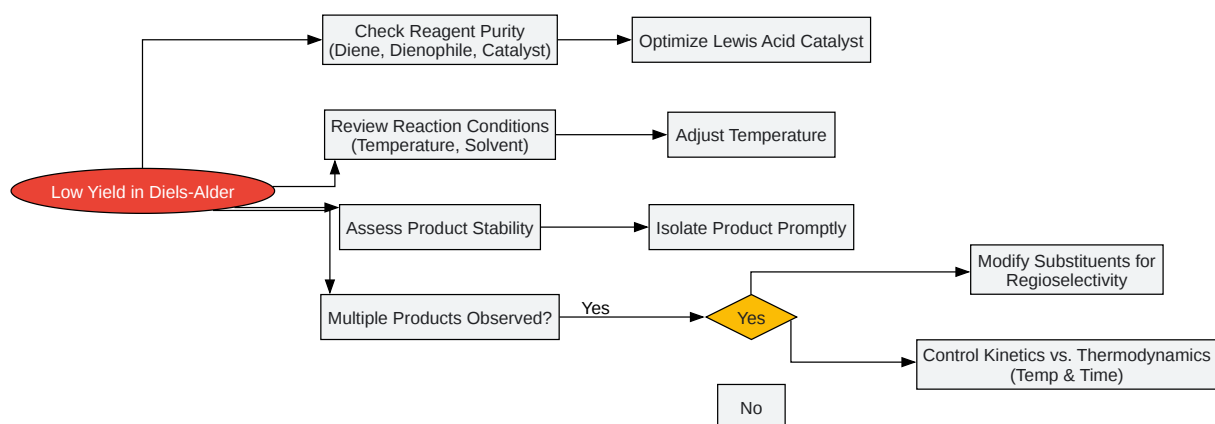 Check Reagent Purity
(Diene, Dienophile, Catalyst)
Optimize Lewis Acid Catalyst
Review Reaction Conditions
(Temperature, Solvent)
Adjust Temperature
Low Yield in Diels-Alder
Assess Product Stability
Isolate Product Promptly
Modify Substituents for
Regioselectivity
Multiple Products Observed?
Yes
Yes
Control Kinetics vs. Thermodynamics
(Temp & Time)
No